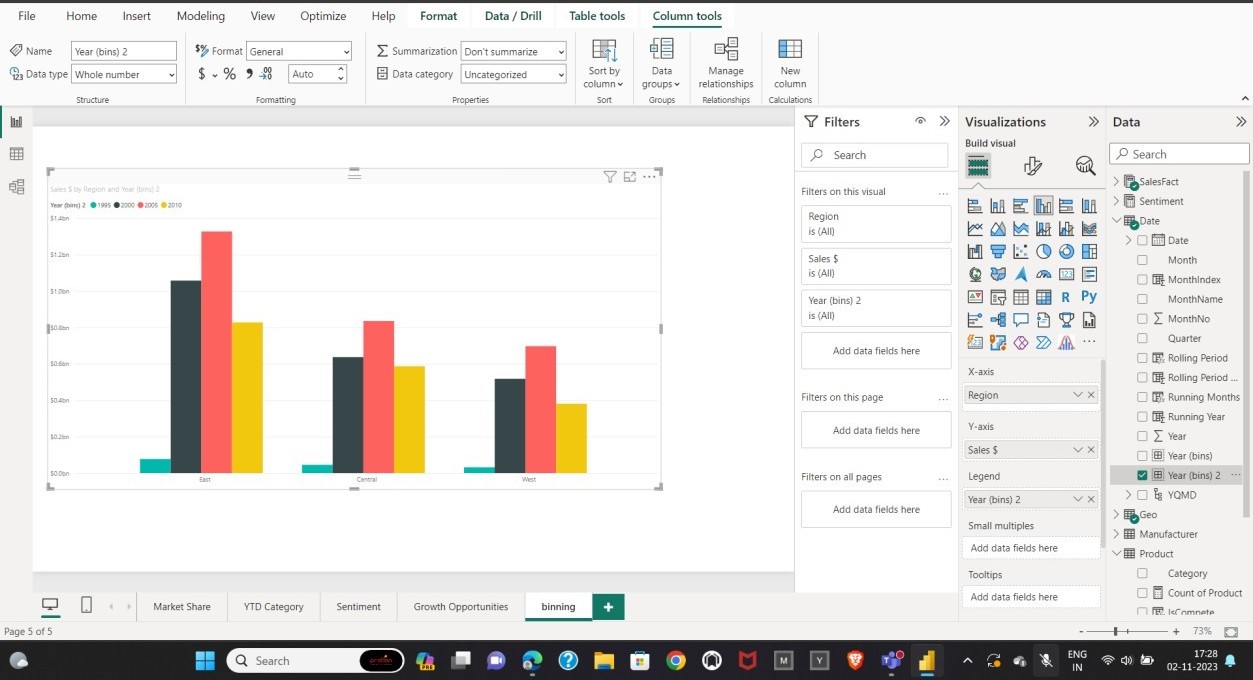 File Home Insert Modeling View Optimize Help Format Data / Drill Table tools Column tools
Name Year (bins) 2
Data type Whole number
Structure
Format General
$ % Auto
Formatting
Summarization Don't summarize
Data category Uncategorized
Properties
Sort by
column
Sort
Data
groups
Groups
Manage
relationships
Relationships
New
column
Calculations
Sales $ by Region and Year (bins) 2
Year (bins) 2 1995 2000 2005 2010
$1.4bn
$1.2bn
$1.0bn
$0.8bn
$0.6bn
$0.4bn
$0.2bn
$0.0bn
East Central West
Filters
Search
Filters on this visual
Region
is (All)
Sales $
is (All)
Year (bins) 2
is (All)
Add data fields here
Filters on this page
Add data fields here
Filters on all pages
Add data fields here
Visualizations
Build visual
123
R Py
X-axis
Region
Y-axis
Sales $
Legend
Year (bins) 2
Small multiples
Add data fields here
Tooltips
Add data fields here
Data
Search
SalesFact
Sentiment
Date
Date
Month
MonthIndex
MonthName
MonthNo
Quarter
Rolling Period
Rolling Period ...
Running Months
Running Year
Year
Year (bins)
Year (bins) 2
YQMD
Geo
Manufacturer
Product
Category
Count of Product
IsCompete
Market Share YTD Category Sentiment Growth Opportunities binning +
Page 5 of 5
- + 73%
Search
PRE
M Y
ENG
IN
17:28
02-11-2023